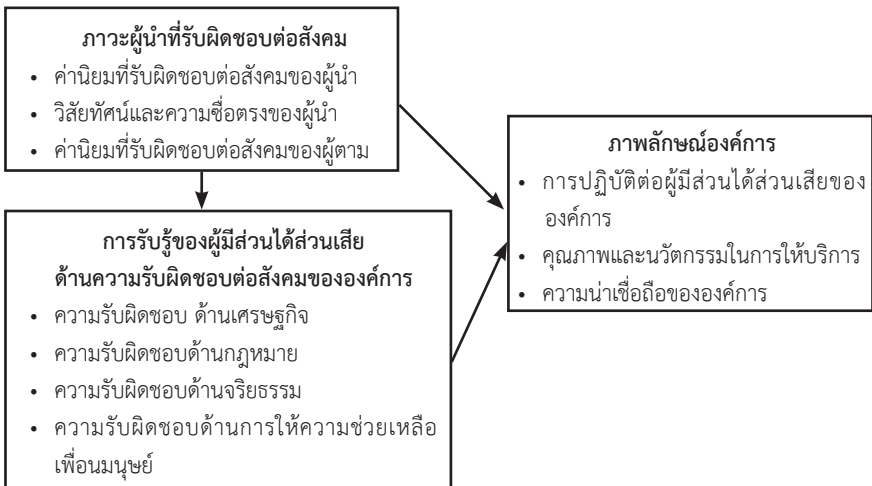 ภาวะผู้นำที่รับผิดชอบต่อสังคม
• ค่านิยมที่รับผิดชอบต่อสังคมของผู้นำ
• วิสัยทัศน์และความซื่อตรงของผู้นำ
• ค่านิยมที่รับผิดชอบต่อสังคมของผู้ตาม
การรับรู้ของผู้มีส่วนได้ส่วนเสีย
ด้านความรับผิดชอบต่อสังคมขององค์การ
• ความรับผิดชอบ ด้านเศรษฐกิจ
• ความรับผิดชอบด้านกฎหมาย
• ความรับผิดชอบด้านจริยธรรม
• ความรับผิดชอบด้านการให้ความช่วยเหลือ
เพื่อนมนุษย์
ภาพลักษณ์องค์การ
• การปฏิบัติต่อผู้มีส่วนได้ส่วนเสียของ
องค์การ
• คุณภาพและนวัตกรรมในการให้บริการ
• ความน่าเชื่อถือขององค์การ